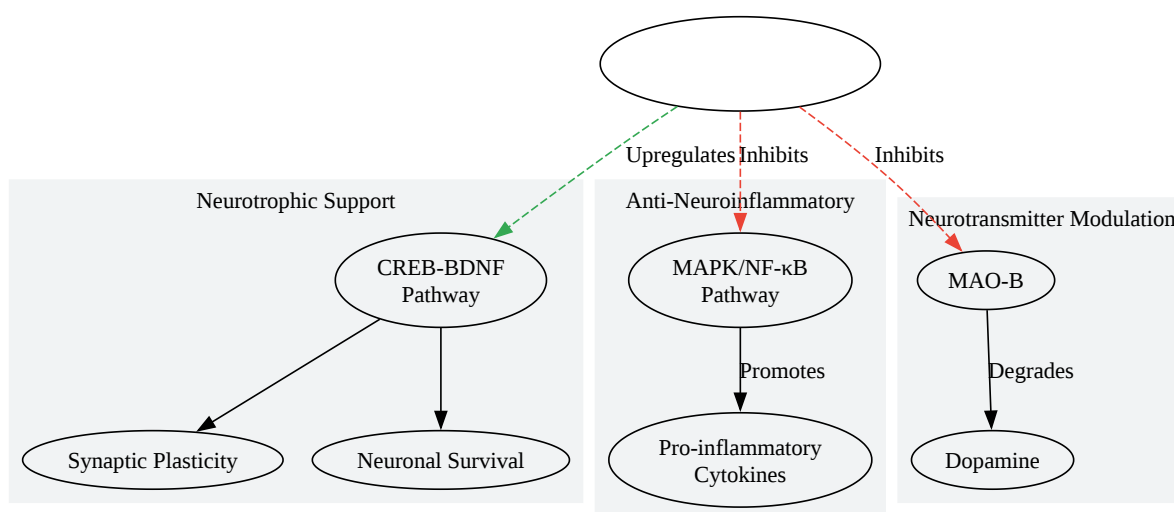 Upregulates
Inhibits
Inhibits
Neurotrophic Support
Anti-Neuroinflammatory
Neurotransmitter Modulation
CREB-BDNF
Pathway
MAPK/NF-κB
Pathway
MAO-B
Promotes
Degrades
Synaptic Plasticity
Neuronal Survival
Pro-inflammatory
Cytokines
Dopamine